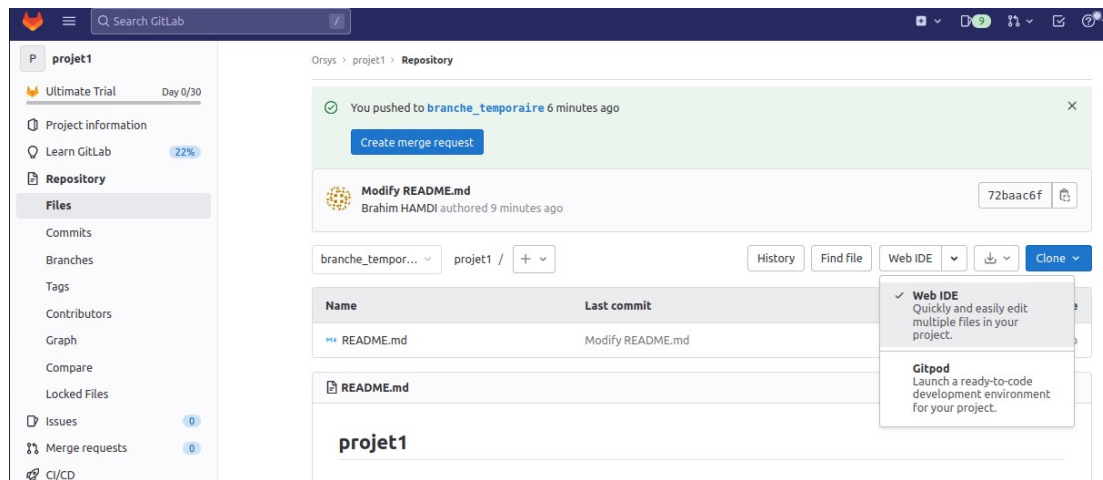 Search GitLab
/
9
P projet1
Ultimate Trial Day 0/30
Project information
Learn GitLab 22%
Repository
Files
Commits
Branches
Tags
Contributors
Graph
Compare
Locked Files
Issues 0
Merge requests 0
CI/CD
Orsys > projet1 > Repository
You pushed to branche_temporaire 6 minutes ago
Create merge request
Modify README.md
Brahim HAMDI authored 9 minutes ago
72baac6f
branche_tempor... projet1 / +
History Find file Web IDE Clone
Web IDE
Quickly and easily edit
multiple files in your
project.
Gitpod
Launch a ready-to-code
development environment
for your project.
Name Last commit
README.md Modify README.md
README.md
projet1